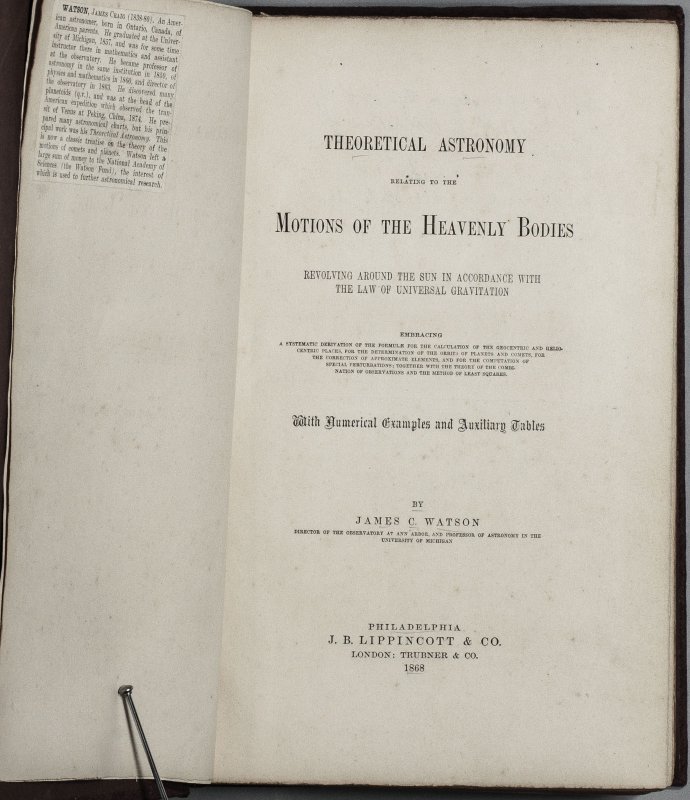 WATSON, JAMES CRAIG (1838-80). An Amer-
ican astronomer, born in Ontario, Canada, of
American parents. He graduated at the Univer-
sity of Michigan, 1857, and was for some time
instructor there in mathematics and assistant
at the observatory. He became professor of
astronomy in the same institution in 1859, of
physics and mathematics in 1860, and director of
the observatory in 1863. He discovered many
planetoids (q.v.), and was at the head of the
American expedition which observed the tran-
sit of Venus at Peking, China, 1874. He pre-
pared many astronomical charts, but his prin-
cipal work was his Theoretical Astronomy. This
is now a classic treatise on the theory of the
motions of comets and planets. Watson left a
large sum of money to the National Academy of
Sciences (the Watson Fund), the interest of
which is used to further astronomical research.
THEORETICAL ASTRONOMY
RELATING TO THE
MOTIONS OF THE HEAVENLY BODIES
REVOLVING AROUND THE SUN IN ACCORDANCE WITH
THE LAW OF UNIVERSAL GRAVITATION
EMBRACING
A SYSTEMATIC DERIVATION OF THE FORMULÆ FOR THE CALCULATION OF THE GEOCENTRIC AND HELIO-
CENTRIC PLACES, FOR THE DETERMINATION OF THE ORBITS OF PLANETS AND COMETS, FOR
THE CORRECTION OF APPROXIMATE ELEMENTS, AND FOR THE COMPUTATION OF
SPECIAL PERTURBATIONS; TOGETHER WITH THE THEORY OF THE COMBI-
NATION OF OBSERVATIONS AND THE METHOD OF LEAST SQUARES.
With Numerical Examples and Auxiliary Tables
BY
JAMES C. WATSON
DIRECTOR OF THE OBSERVATORY AT ANN ARBOR, AND PROFESSOR OF ASTRONOMY IN THE
UNIVERSITY OF MICHIGAN
PHILADELPHIA
J. B. LIPPINCOTT & CO.
LONDON: TRUBNER & CO.
1868